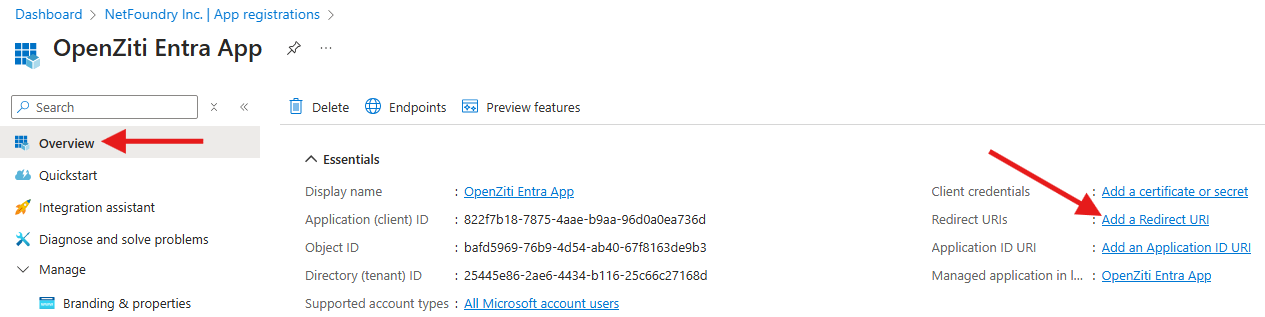 Dashboard > NetFoundry Inc. | App registrations >
OpenZiti Entra App
...
Search
Overview
Quickstart
Integration assistant
Diagnose and solve problems
Manage
Branding & properties
Delete
Endpoints
Preview features
Essentials
Display name : OpenZiti Entra App
Application (client) ID : 822f7b18-7875-4aae-b9aa-96d0a0ea736d
Object ID : bafd5969-76b9-4d54-ab40-67f8163de9b3
Directory (tenant) ID : 25445e86-2ae6-4434-b116-25c66c27168d
Supported account types : All Microsoft account users
Client credentials : Add a certificate or secret
Redirect URIs : Add a Redirect URI
Application ID URI : Add an Application ID URI
Managed application in l... : OpenZiti Entra App